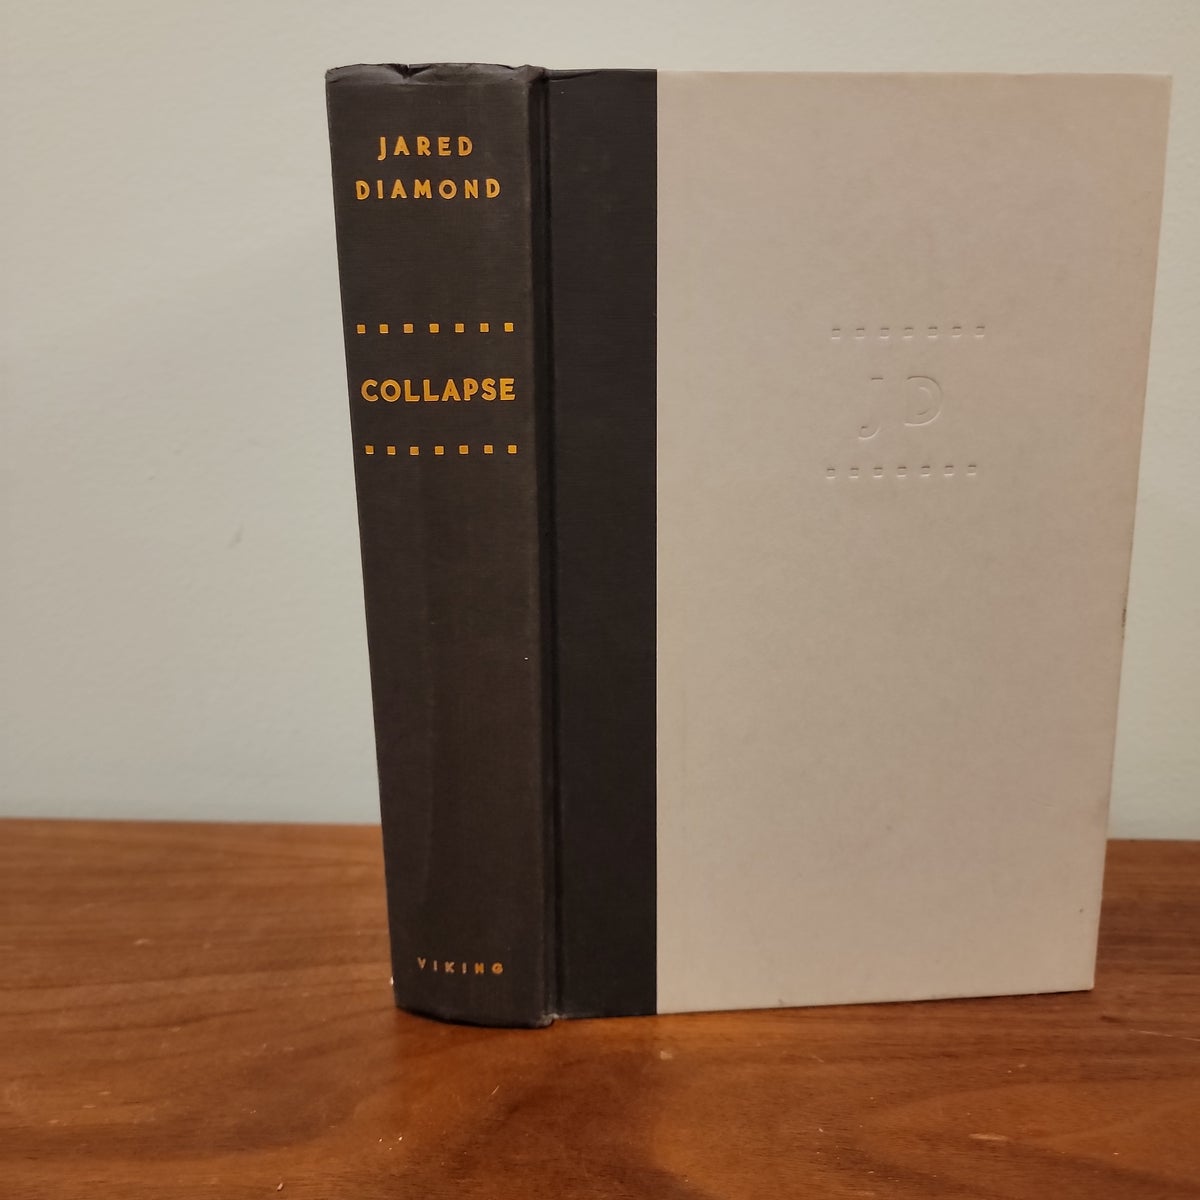 JARED
DIAMOND
COLLAPSE
VIKING
JD